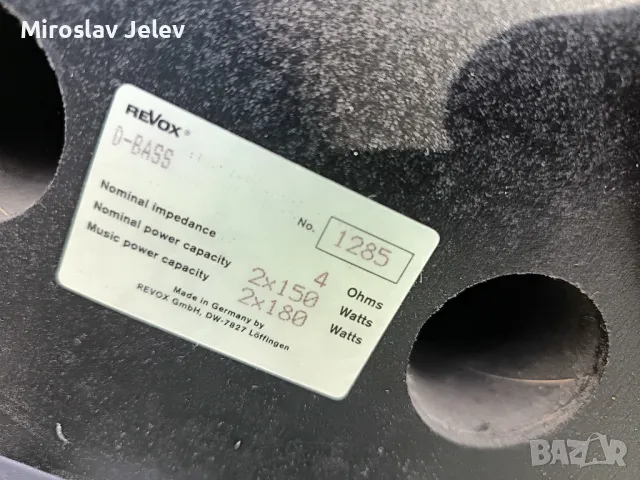 Miroslav Jelev
REVOX®
D-BASS
No. 1285
Nominal impedance 4 Ohms
Nominal power capacity 2x150 Watts
Music power capacity 2x180 Watts
Made in Germany by
REVOX GmbH, DW-7827 Löffingen
BAZAR